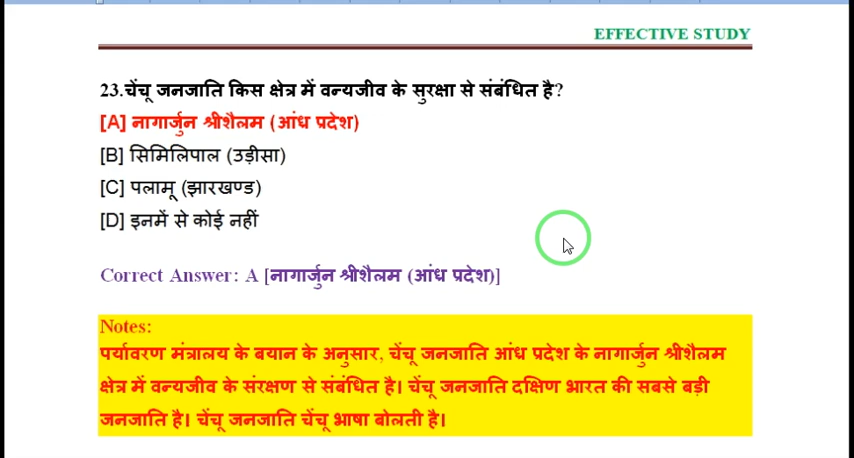 EFFECTIVE STUDY
23.चेंचू जनजाति किस क्षेत्र में वन्यजीव के सुरक्षा से संबंधित है?
[A] नागार्जुन श्रीशैलम (आंध प्रदेश)
[B] सिमिलिपाल (उड़ीसा)
[C] पलामू (झारखण्ड)
[D] इनमें से कोई नहीं
Correct Answer: A [नागार्जुन श्रीशैलम (आंध प्रदेश)]
Notes:
पर्यावरण मंत्रालय के बयान के अनुसार, चेंचू जनजाति आंध प्रदेश के नागार्जुन श्रीशैलम
क्षेत्र में वन्यजीव के संरक्षण से संबंधित है। चेंचू जनजाति दक्षिण भारत की सबसे बड़ी
जनजाति है। चेंचू जनजाति चेंचू भाषा बोलती है।